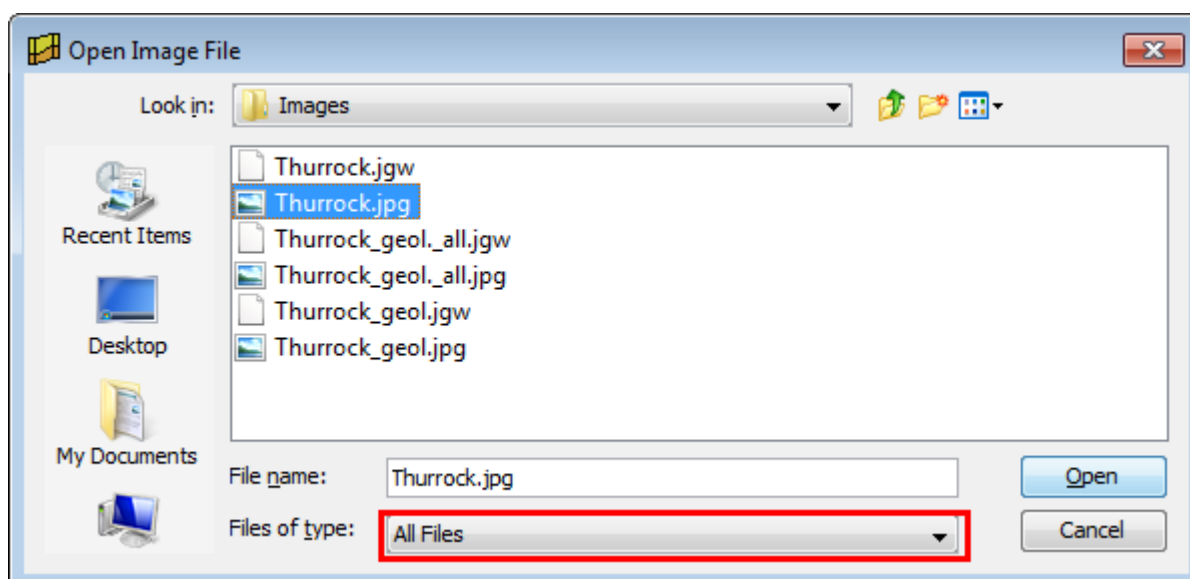 Open Image File
Look in: Images
Thurrock.jgw
Thurrock.jpg
Thurrock_geol._all.jgw
Thurrock_geol._all.jpg
Thurrock_geol.jgw
Thurrock_geol.jpg
Recent Items
Desktop
My Documents
File name: Thurrock.jpg Open
Files of type: All Files Cancel